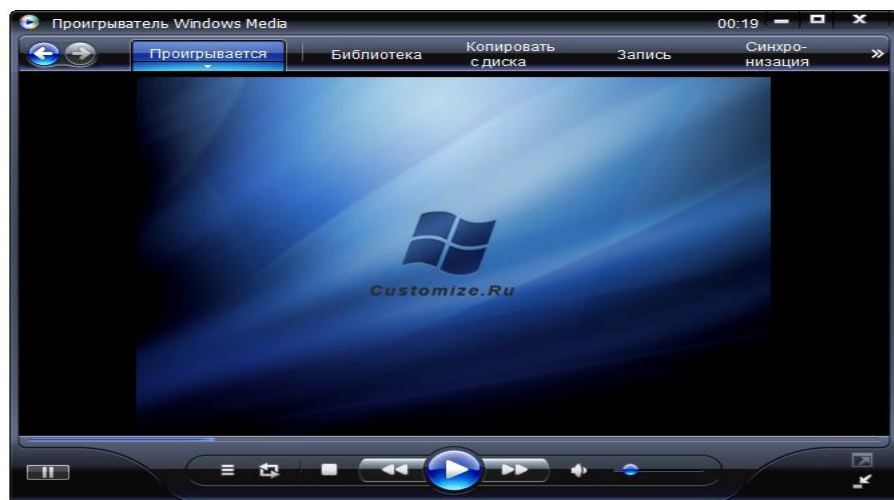 Проигрыватель Windows Media
00:19
Проигрывается
Библиотека
Копировать
с диска
Запись
Синхро-
низация
»
Customize.Ru